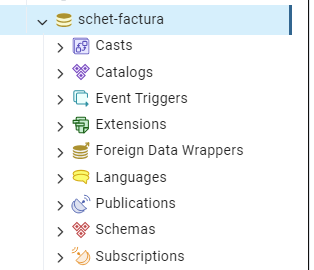 schet-factura
Casts
Catalogs
Event Triggers
Extensions
Foreign Data Wrappers
Languages
Publications
Schemas
Subscriptions